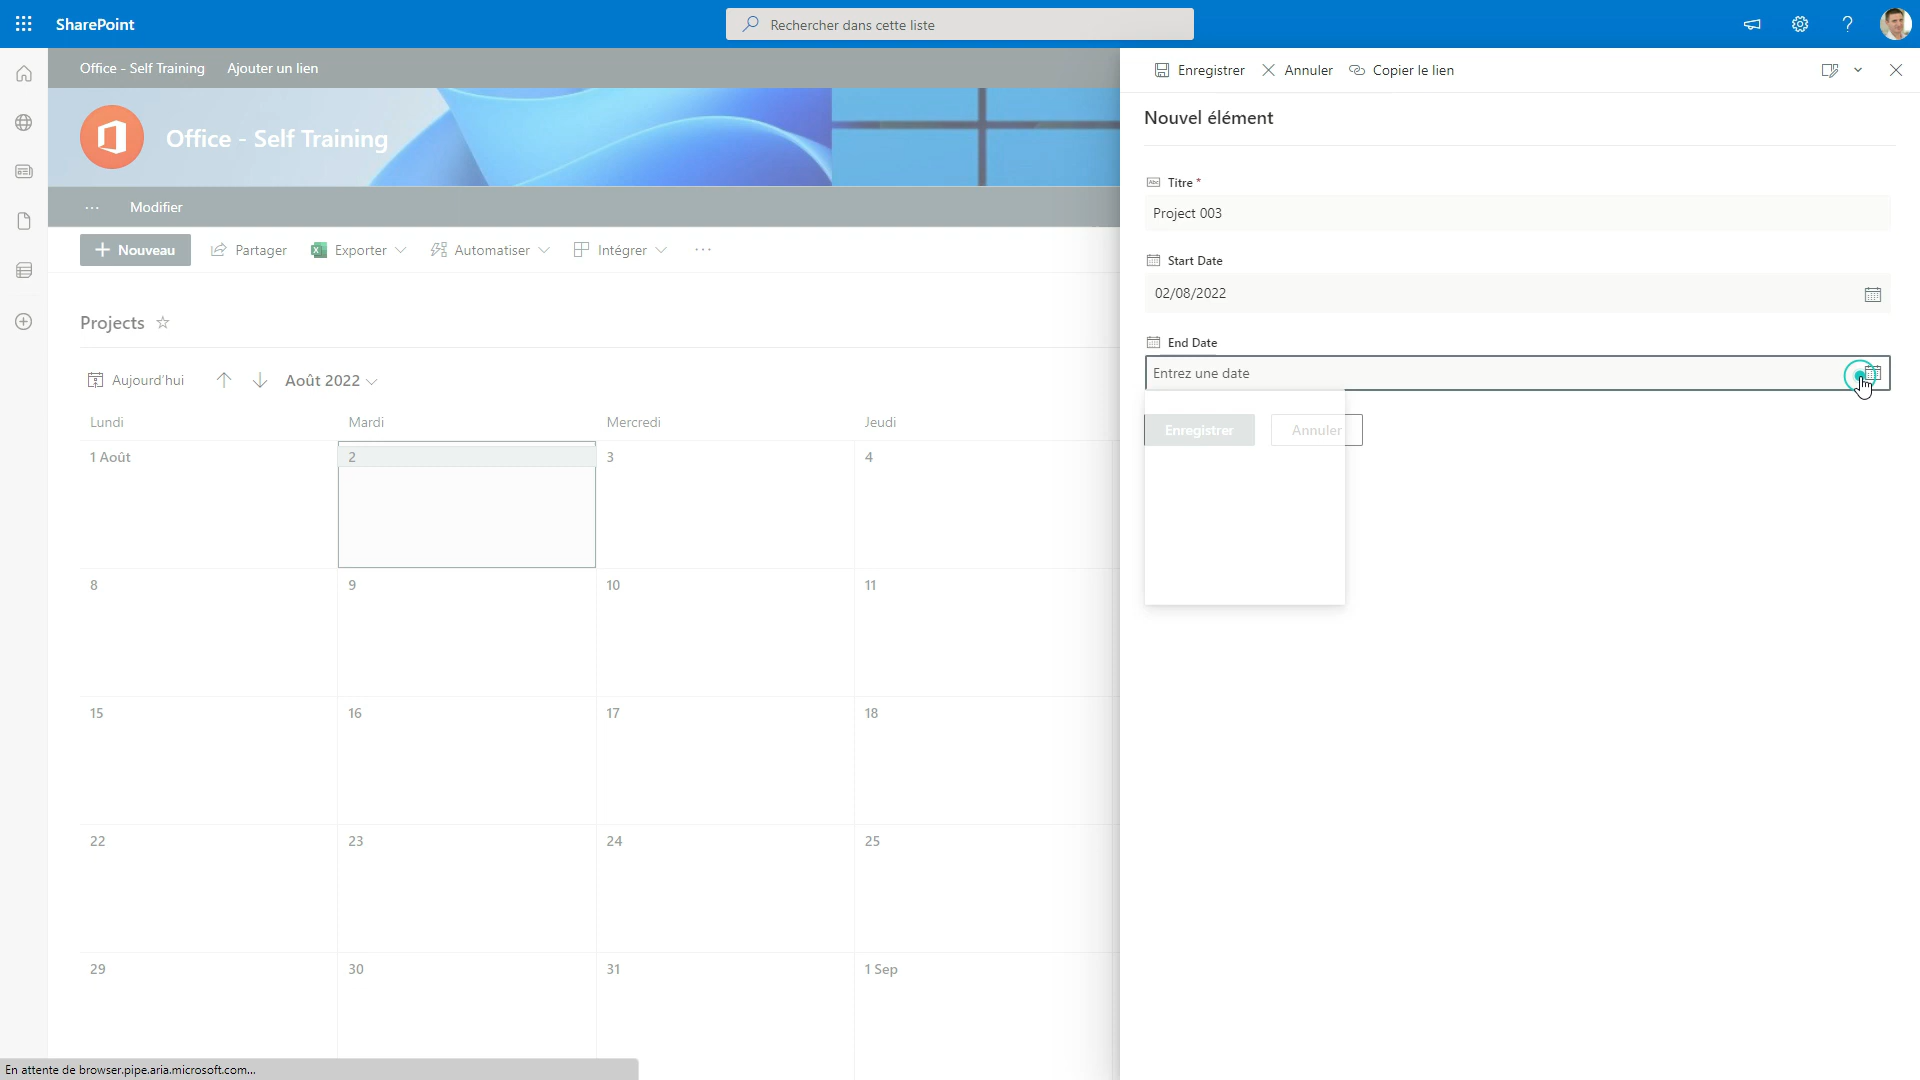 SharePoint
Rechercher dans cette liste
Office - Self Training Ajouter un lien
Office - Self Training
Modifier
Nouveau Partager Exporter Automatiser Intégrer
Projects
Aujourd'hui Août 2022
Lundi Mardi Mercredi Jeudi
1 Août 2 3 4
8 9 10 11
15 16 17 18
22 23 24 25
29 30 31 1 Sep
En attente de browser.pipe.aria.microsoft.com...
Enregistrer Annuler Copier le lien
Nouvel élément
Abc Titre *
Project 003
Start Date
02/08/2022
End Date
Entrez une date
Enregistrer Annuler